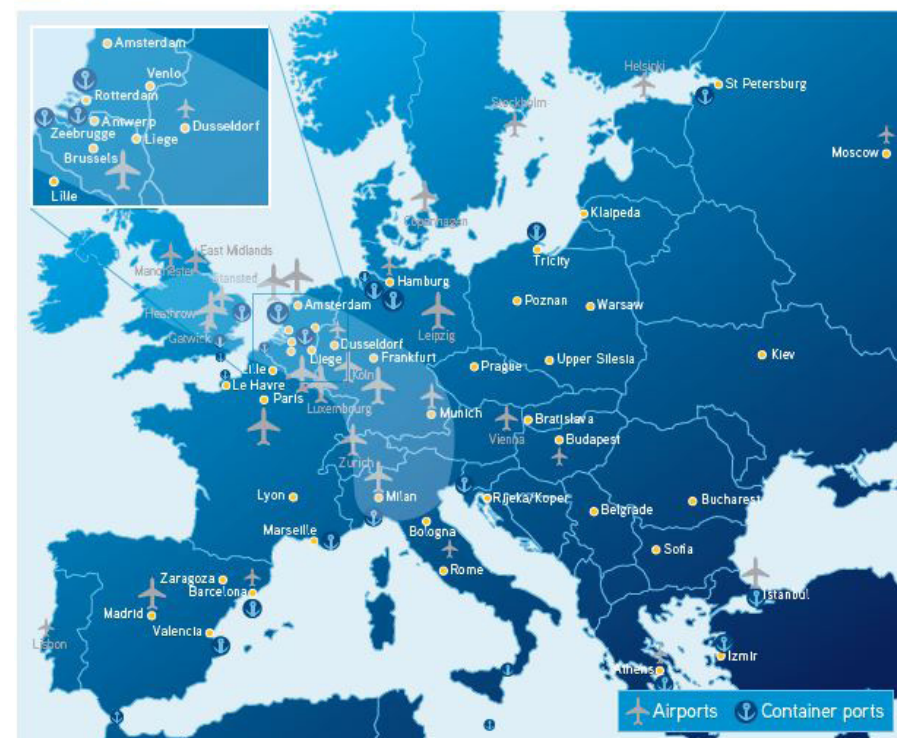 Amsterdam
Venlo
Rotterdam
Antwerp
Zeebrugge
Dusseldorf
Liege
Brussels
Lille
Helsinki
St Petersburg
Stockholm
Moscow
Copenhagen
Klaipeda
Tricity
East Midlands
Manchester
Stansted
Hamburg
Heathrow
Amsterdam
Poznan
Warsaw
Gatwick
Leipzig
Dusseldorf
Liege
Frankfurt
Kiev
Lille
Köln
Prague
Upper Silesia
Le Havre
Paris
Luxembourg
Munich
Bratislava
Vienna
Budapest
Zurich
Lyon
Milan
Rijeka/Koper
Bucharest
Belgrade
Marseille
Bologna
Sofia
Zaragoza
Rome
Barcelona
Istanbul
Madrid
Valencia
Lisbon
Athens
Izmir
Airports
Container ports